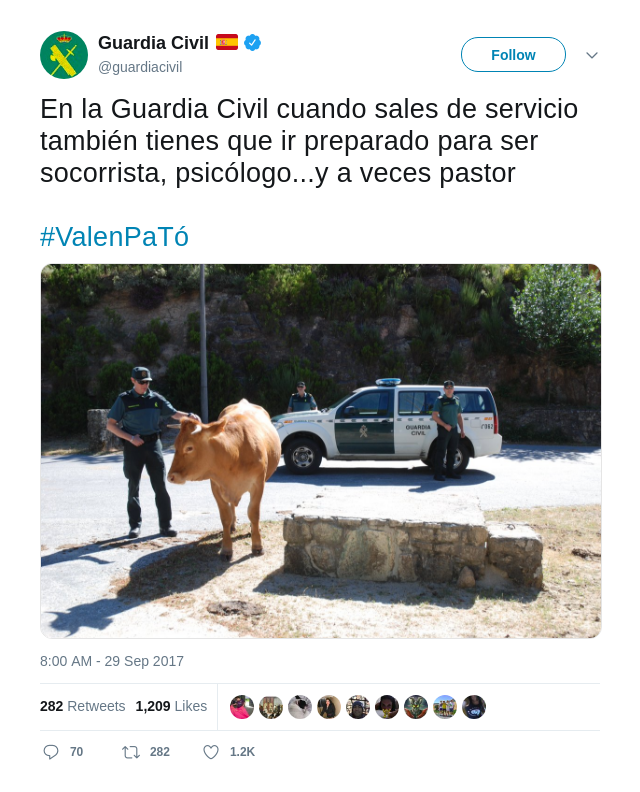 Guardia Civil
@guardiacivil
Follow
En la Guardia Civil cuando sales de servicio
también tienes que ir preparado para ser
socorrista, psicólogo...y a veces pastor
#ValenPaTó
GUARDIA
CIVIL
8:00 AM - 29 Sep 2017
282 Retweets 1,209 Likes
70 282 1.2K